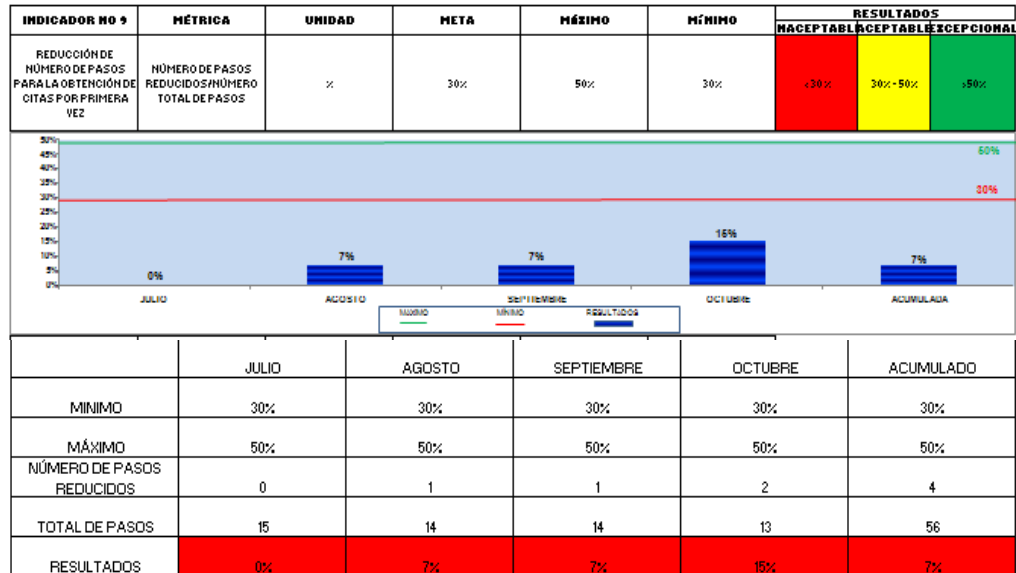 INDICADOR NO 9 MÉTRICA UNIDAD META MÁXIMO MíNIMO RESULTADOS
NACEPTABL ACEPTABLE EXCEPCIONAL
REDUCCIÓN DE
NÚMERO DE PASOS
PARA LA OBTENCIÓN DE
CITAS POR PRIMERA
VEZ
NÚMERO DE PASOS
REDUCIDOS/NÚMERO
TOTAL DE PASOS
% 30% 50% 30% <30% 30%-50% >50%
50%
45%
40%
35%
30%
25%
20%
15%
10%
5%
0%
50%
30%
0% 7% 7% 15% 7%
JULIO AGOSTO SEPTIEMBRE OCTUBRE ACUMULADA
MAXIMO MÍNIMO RESULTADOS
JULIO AGOSTO SEPTIEMBRE OCTUBRE ACUMULADO
MINIMO 30% 30% 30% 30% 30%
MÁXIMO 50% 50% 50% 50% 50%
NÚMERO DE PASOS
REDUCIDOS 0 1 1 2 4
TOTAL DE PASOS 15 14 14 13 56
RESULTADOS 0% 7% 7% 15% 7%